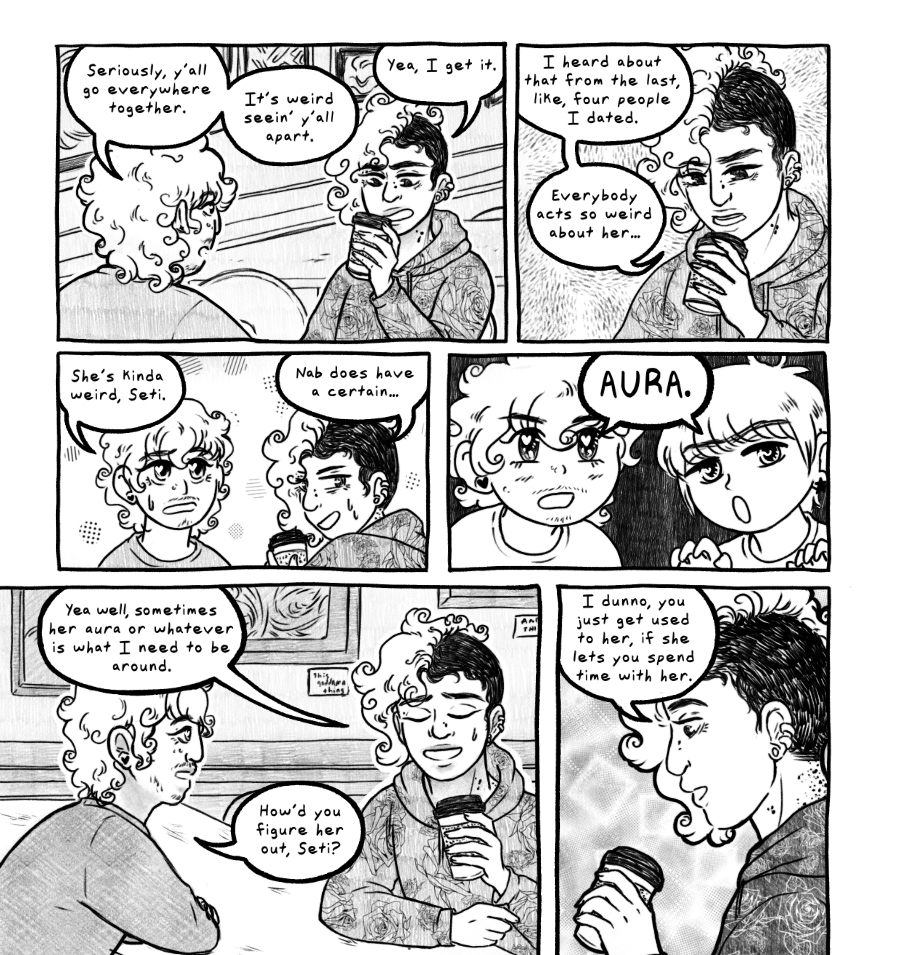 Seriously, y'all
go everywhere
together.
It's weird
seein' y'all
apart.
Yea, I get it.
I heard about
that from the last,
like, four people
I dated.
Everybody
acts so weird
about her...
She's kinda
weird, Seti.
Nab does have
a certain...
AURA.
Yea well, sometimes
her aura or whatever
is what I need to be
around.
This
goddamn
thing
How'd you
figure her
out, Seti?
I dunno, you
just get used
to her, if she
lets you spend
time with her.